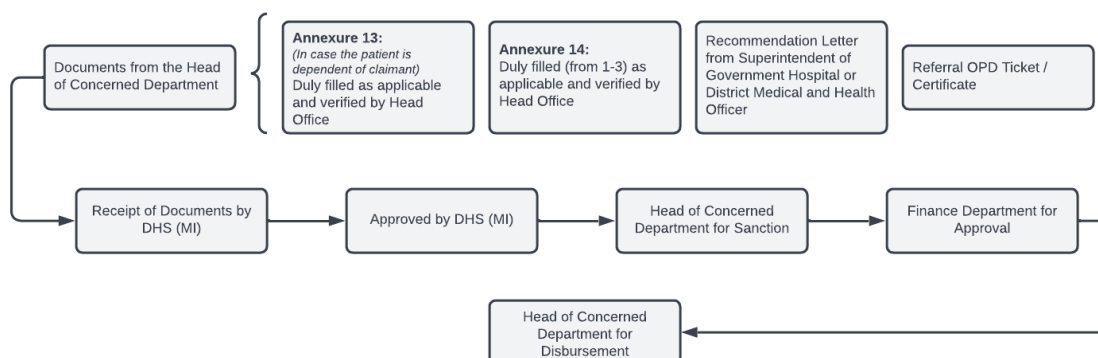 Documents from the Head
of Concerned Department
Annexure 13:
(In case the patient is
dependent of claimant)
Duly filled as applicable
and verified by Head
Office
Annexure 14:
Duly filled (from 1-3) as
applicable and verified by
Head Office
Recommendation Letter
from Superintendent of
Government Hospital or
District Medical and Health
Officer
Referral OPD Ticket /
Certificate
Receipt of Documents by
DHS (MI)
Approved by DHS (MI)
Head of Concerned
Department for Sanction
Finance Department for
Approval
Head of Concerned
Department for
Disbursement